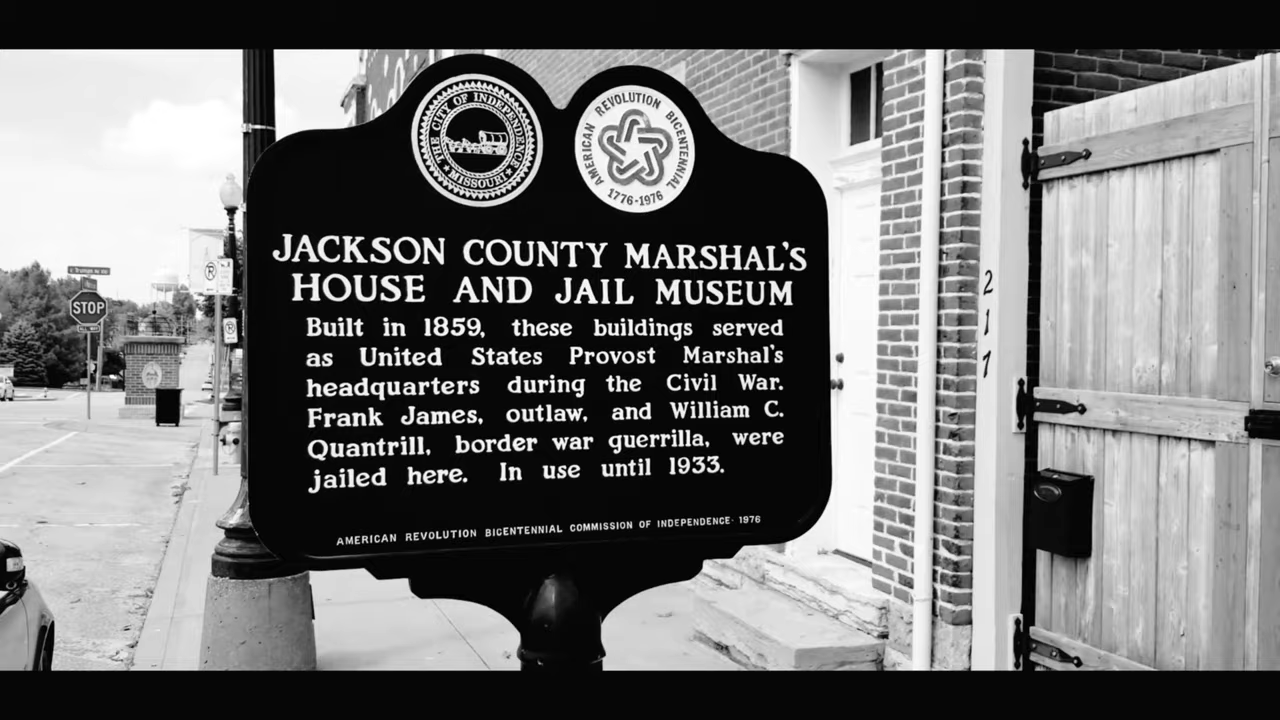 THE CITY OF INDEPENDENCE
★ MISSOURI ★
AMERICAN REVOLUTION BICENTENNIAL
1776-1976
JACKSON COUNTY MARSHAL'S
HOUSE AND JAIL MUSEUM
Built in 1859, these buildings served
as United States Provost Marshal's
headquarters during the Civil War.
Frank James, outlaw, and William C.
Quantrill, border war guerrilla, were
jailed here. In use until 1933.
AMERICAN REVOLUTION BICENTENNIAL COMMISSION OF INDEPENDENCE· 1976
STOP
217